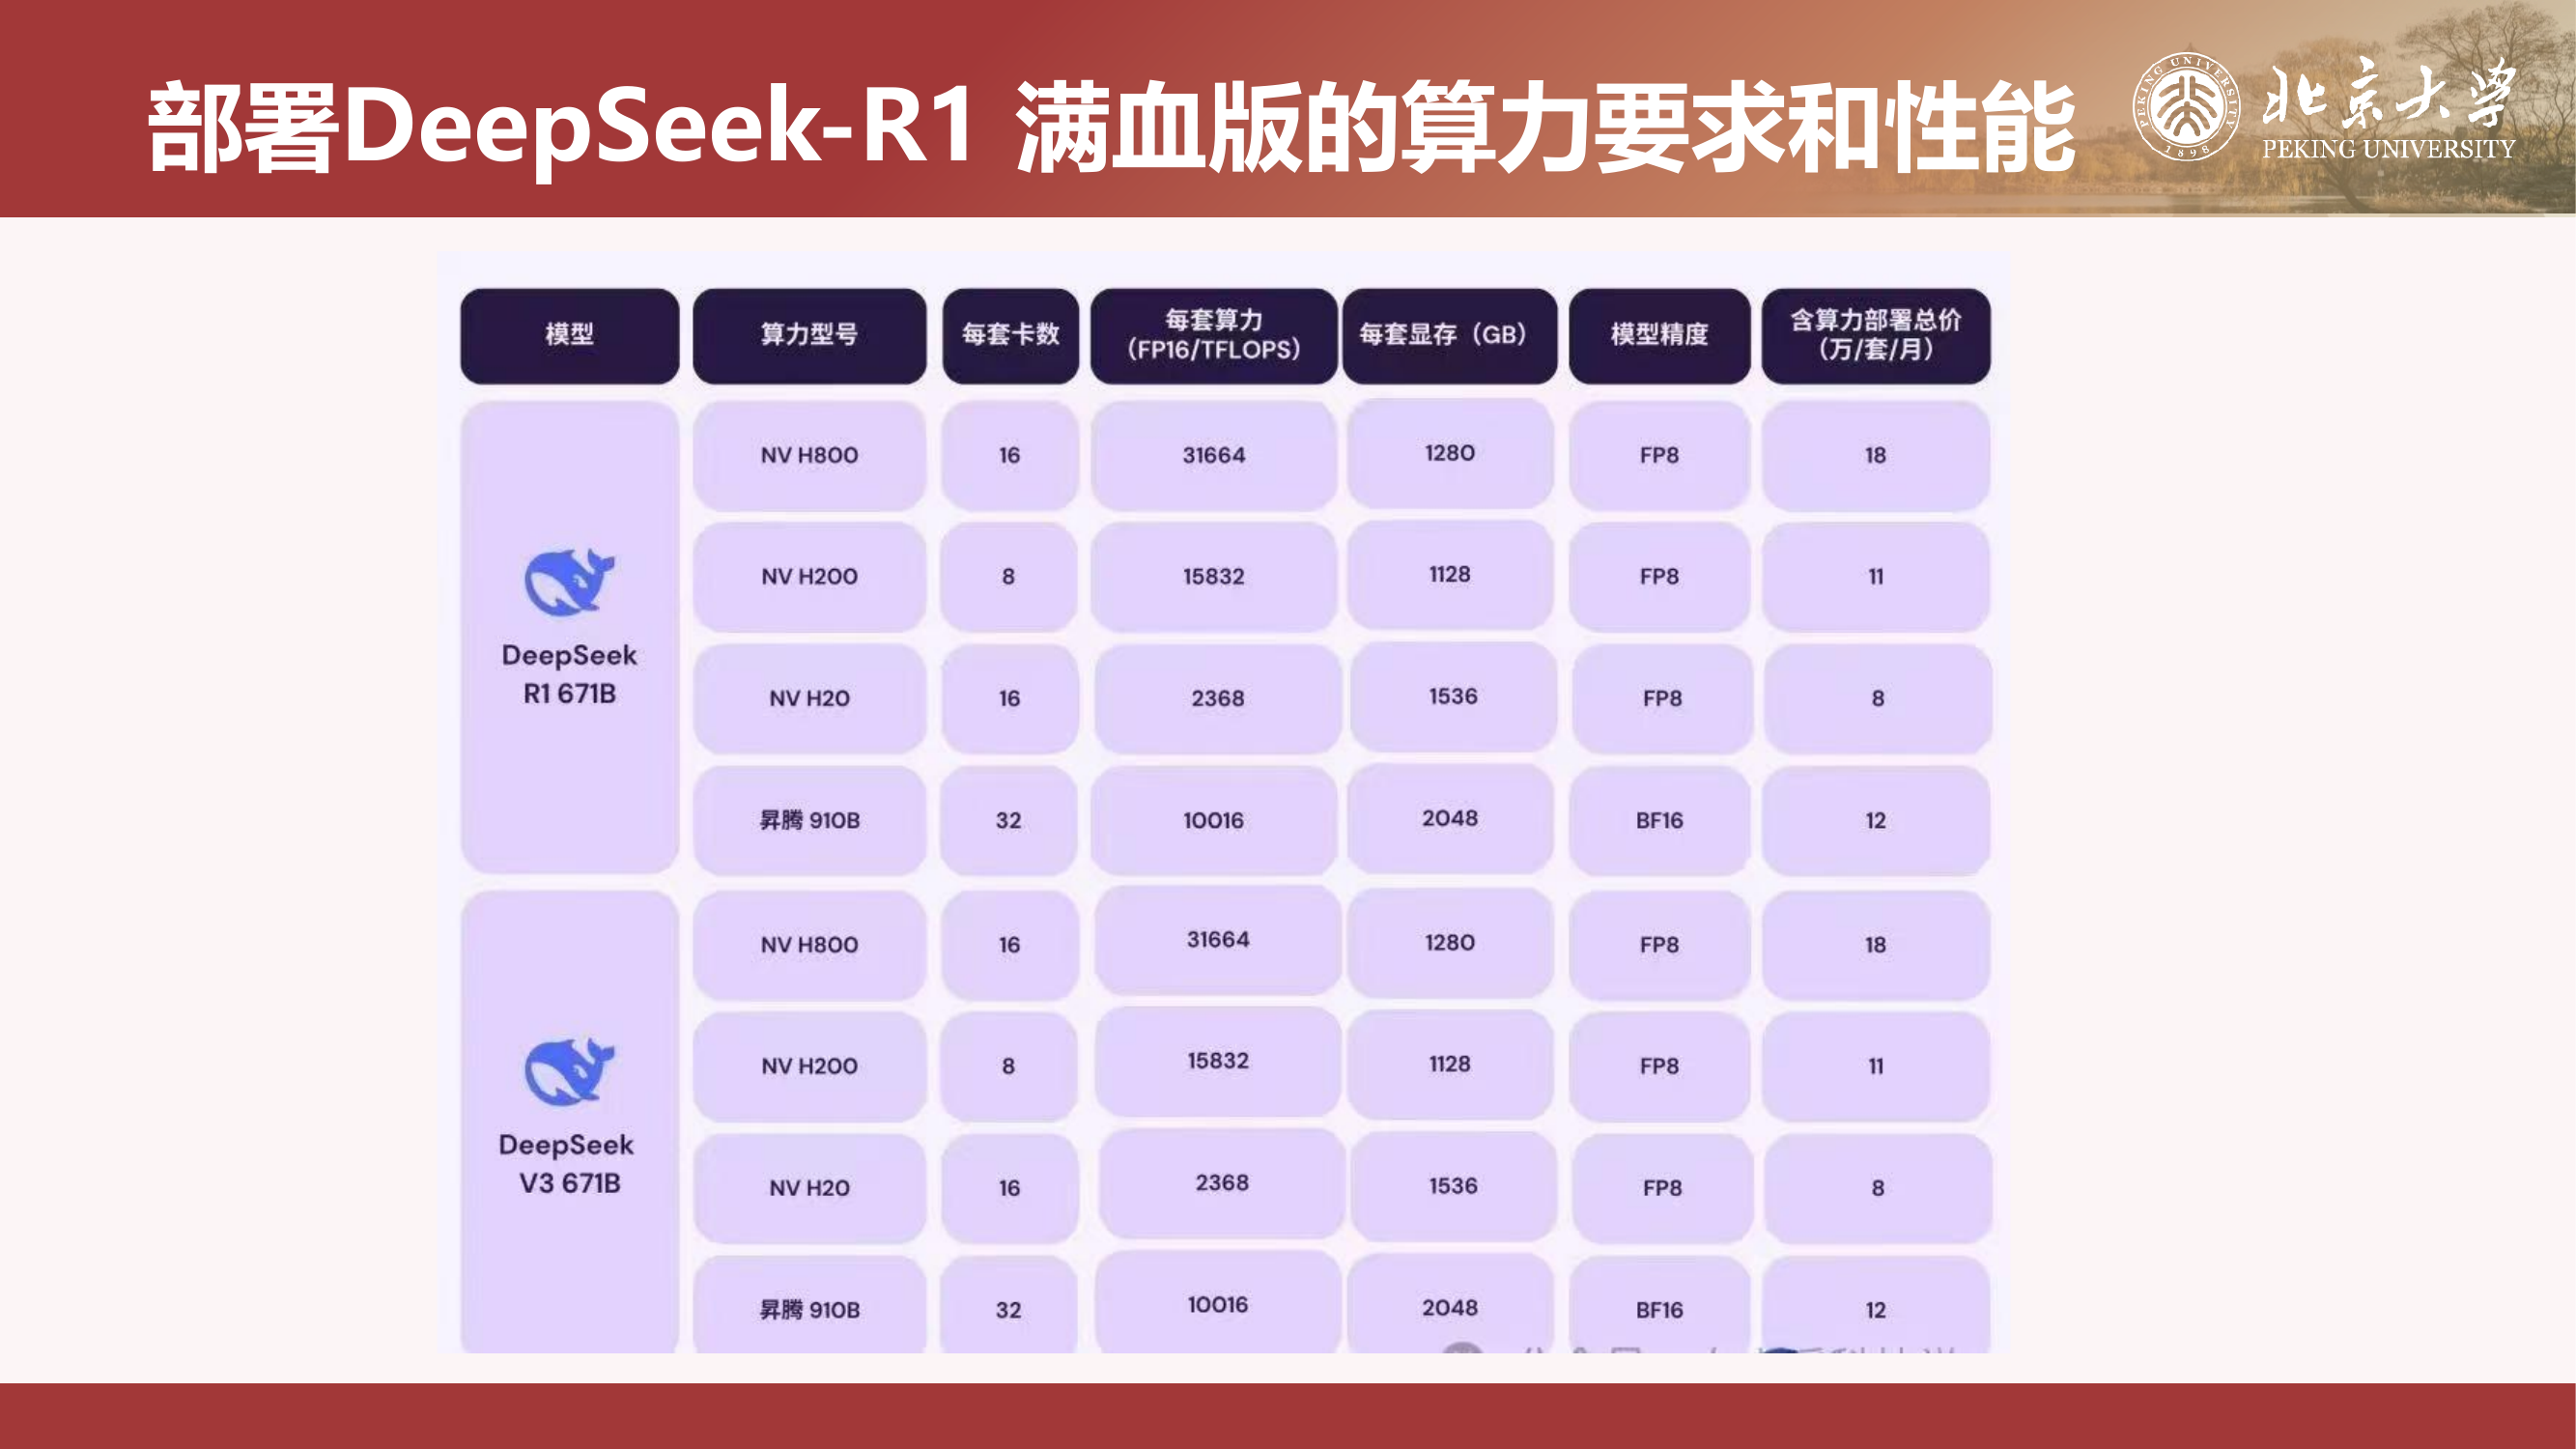 部署DeepSeek-R1 满血版的算力要求和性能
PEKING UNIVERSITY
1898
北京大学
PEKING UNIVERSITY
模型 算力型号 每套卡数 每套算力 (FP16/TFLOPS) 每套显存（GB） 模型精度 含算力部署总价 （万/套/月）
DeepSeek R1 671B
NV H800 16 31664 1280 FP8 18
NV H200 8 15832 1128 FP8 11
NV H20 16 2368 1536 FP8 8
昇腾 910B 32 10016 2048 BF16 12
DeepSeek V3 671B
NV H800 16 31664 1280 FP8 18
NV H200 8 15832 1128 FP8 11
NV H20 16 2368 1536 FP8 8
昇腾 910B 32 10016 2048 BF16 12